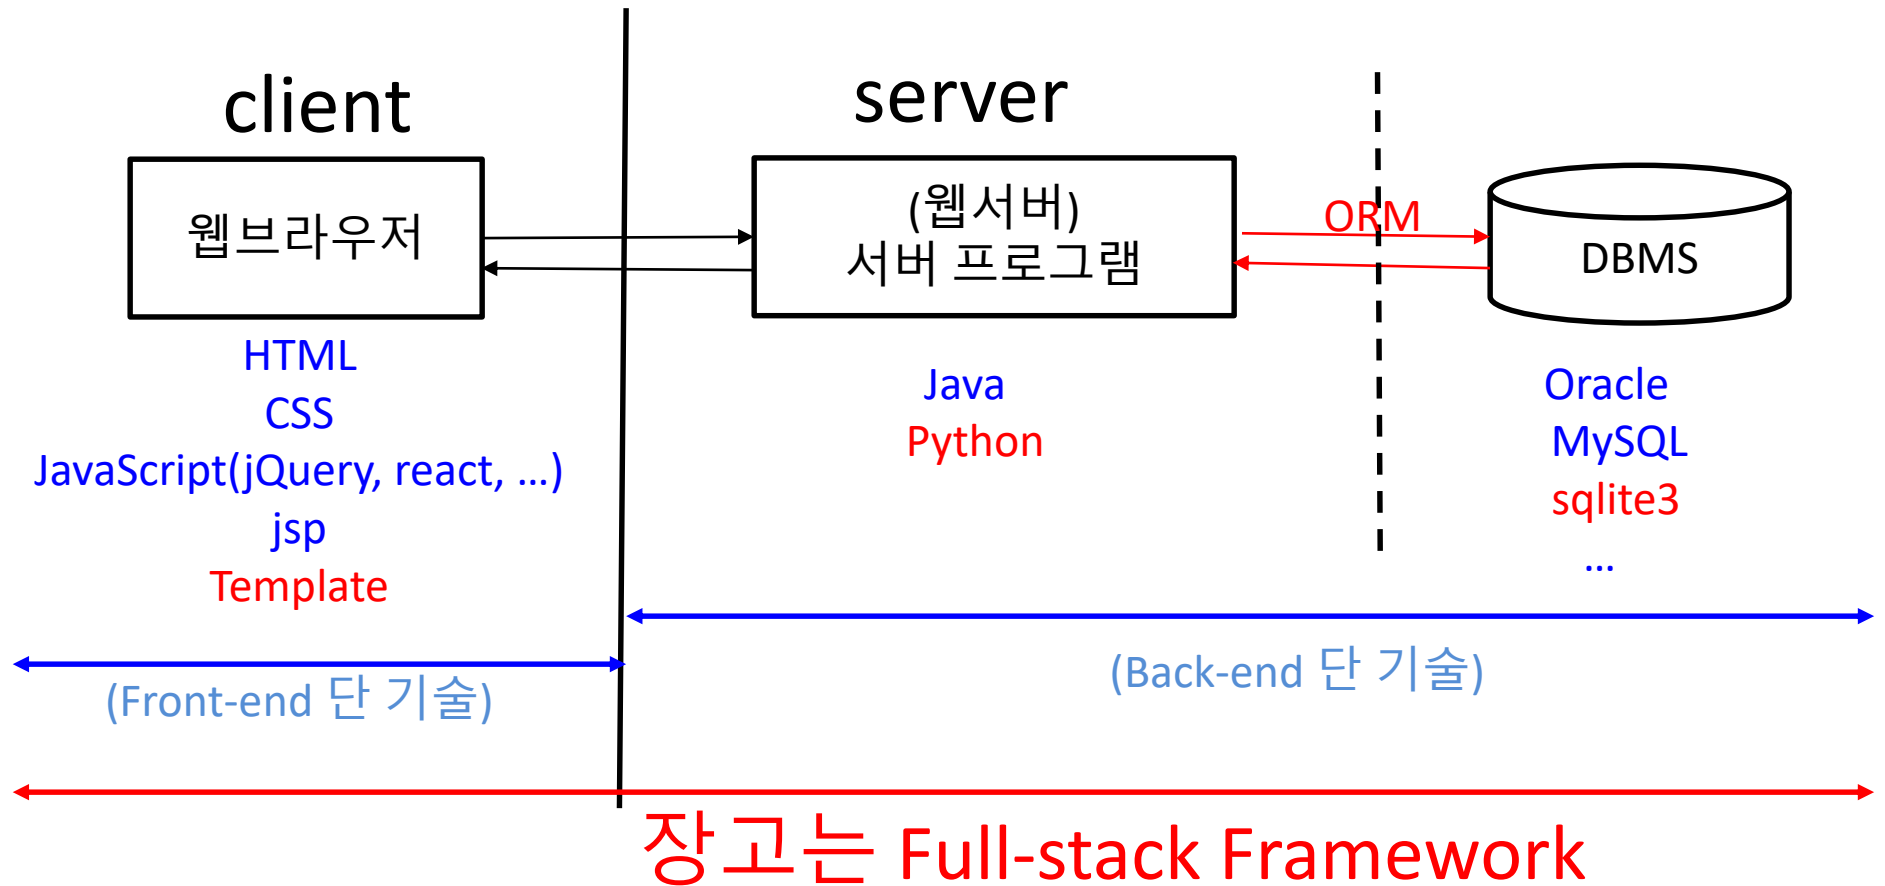 client
server
웹브라우저
(웹서버)
서버 프로그램
ORM
DBMS
HTML
CSS
JavaScript(jQuery, react, ...)
jsp
Template
Java
Python
Oracle
MySQL
sqlite3
...
(Front-end 단 기술)
(Back-end 단 기술)
장고는 Full-stack Framework